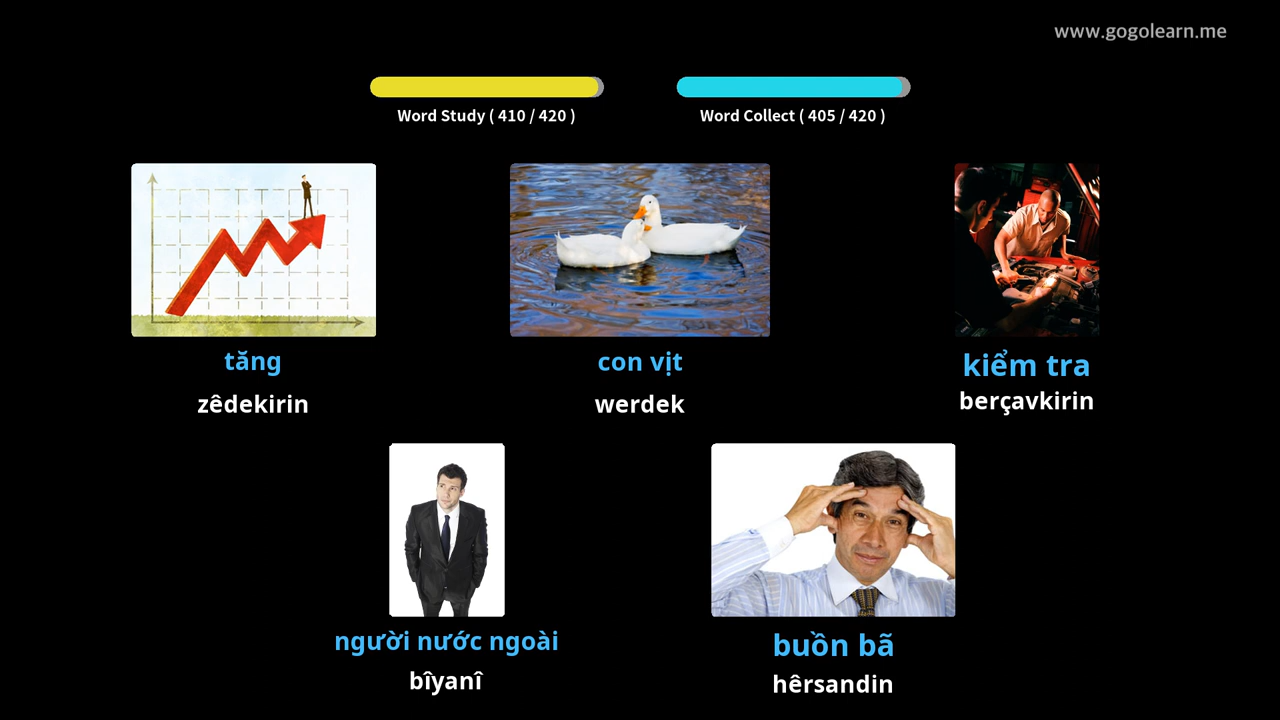 www.gogolearn.me
Word Study ( 410 / 420 )
Word Collect ( 405 / 420 )
tăng
zêdekirin
con vịt
werdek
kiểm tra
berçavkirin
người nước ngoài
bîyanî
buồn bã
hêrsandin